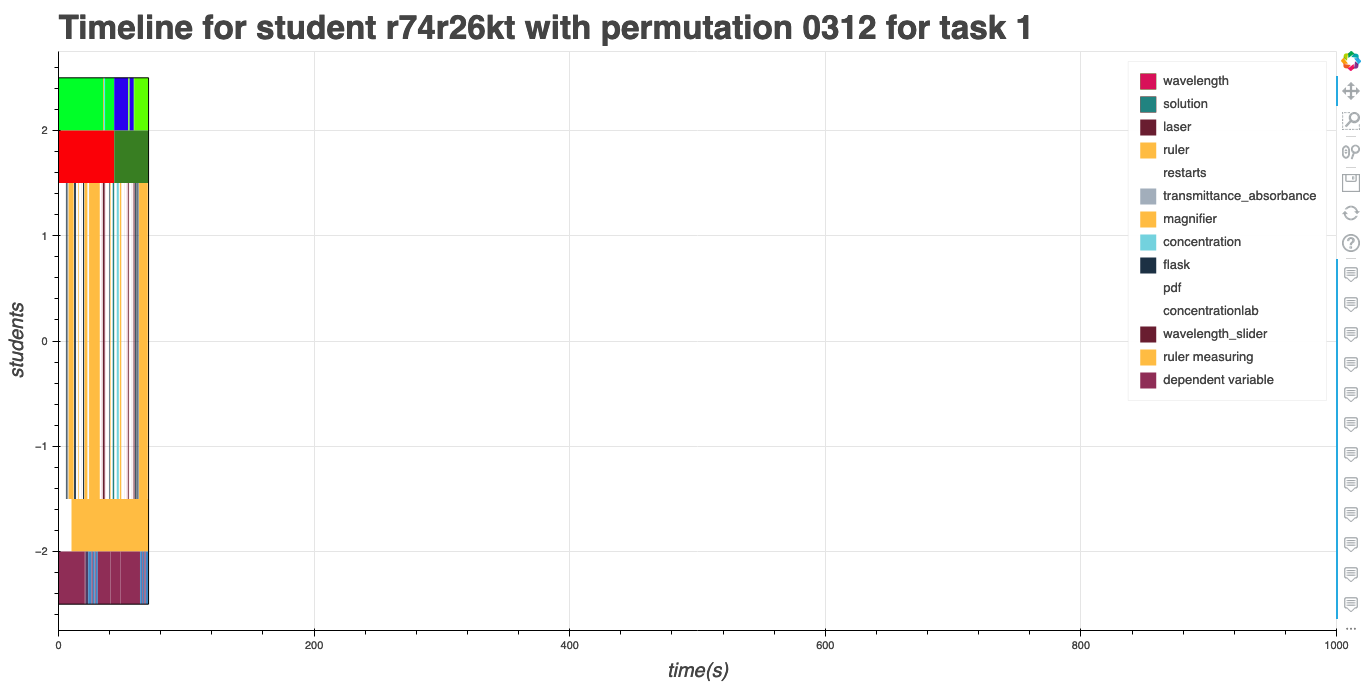 Timeline for student r74r26kt with permutation 0312 for task 1
wavelength
solution
laser
ruler
restarts
transmittance_absorbance
magnifier
concentration
flask
pdf
concentrationlab
wavelength_slider
ruler measuring
dependent variable
students
2
1
0
−1
−2
0
200
400
600
800
1000
time(s)